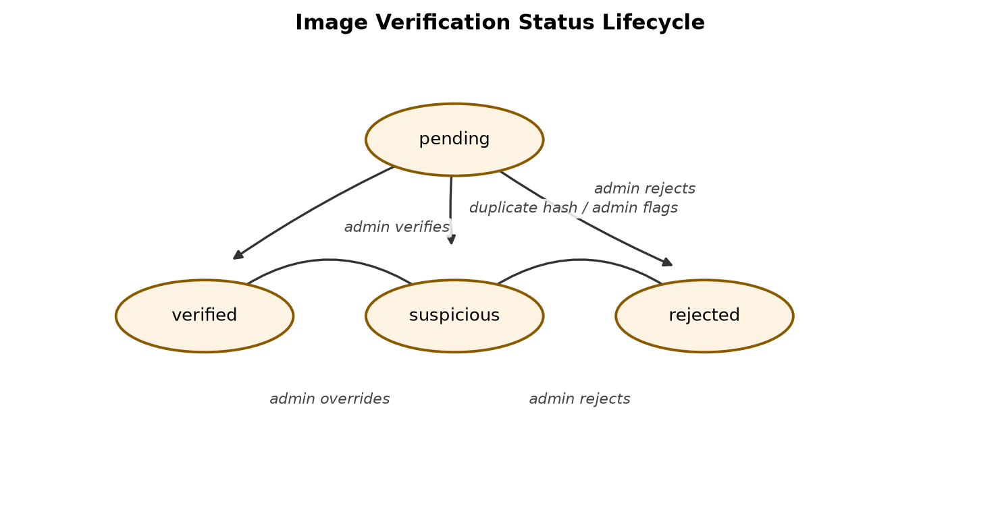 Image Verification Status Lifecycle
pending
admin rejects
duplicate hash / admin flags
admin verifies
verified
suspicious
rejected
admin overrides
admin rejects